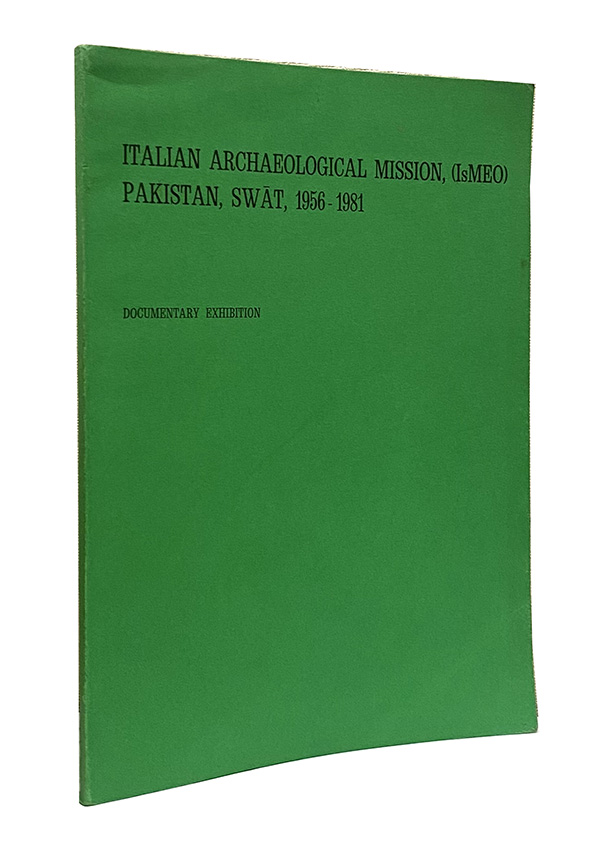 ITALIAN ARCHAEOLOGICAL MISSION, (IsMEO)
PAKISTAN, SWĀT, 1956 - 1981
DOCUMENTARY EXHIBITION